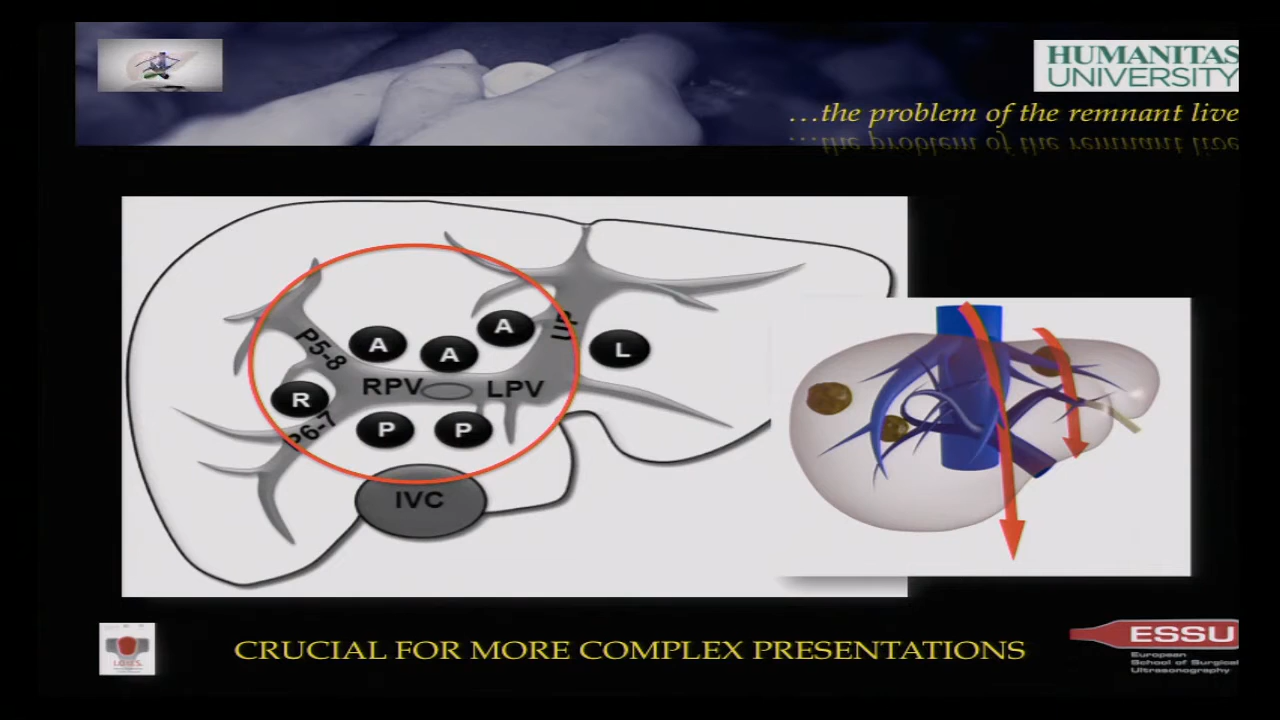 HUMANITAS
UNIVERSITY
...the problem of the remnant live
P5-8
A
A
A
UP
L
R
RPV
LPV
P6-7
P
P
IVC
CRUCIAL FOR MORE COMPLEX PRESENTATIONS
ESSU
European
School of Surgical
Ultrasonography